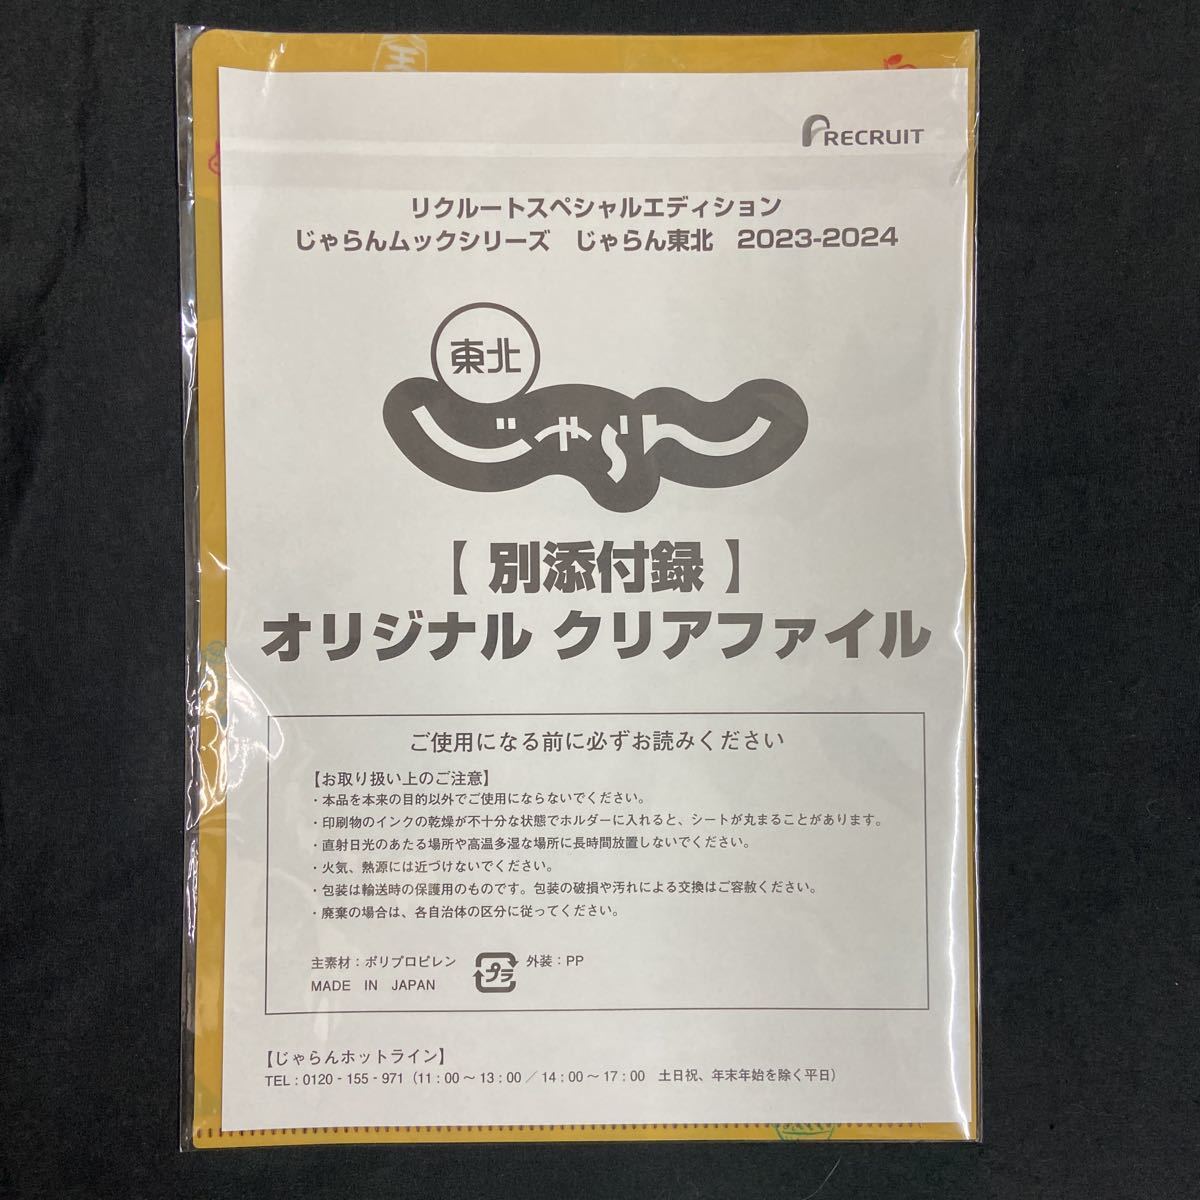 RECRUIT
リクルートスペシャルエディション
じゃらんムックシリーズ　じゃらん東北　2023-2024
東北
じゃらん
【 別添付録 】
オリジナル クリアファイル
ご使用になる前に必ずお読みください
【お取り扱い上のご注意】
・本品を本来の目的以外でご使用にならないでください。
・印刷物のインクの乾燥が不十分な状態でホルダーに入れると、シートが丸まることがあります。
・直射日光のあたる場所や高温多湿な場所に長時間放置しないでください。
・火気、熱源には近づけないでください。
・包装は輸送時の保護用のものです。包装の破損や汚れによる交換はご容赦ください。
・廃棄の場合は、各自治体の区分に従ってください。
主素材：ポリプロピレン　プラ　外装：PP
MADE IN JAPAN
【じゃらんホットライン】
TEL：0120‐155‐971（11：00～13：00／14：00～17：00　土日祝、年末年始を除く平日）